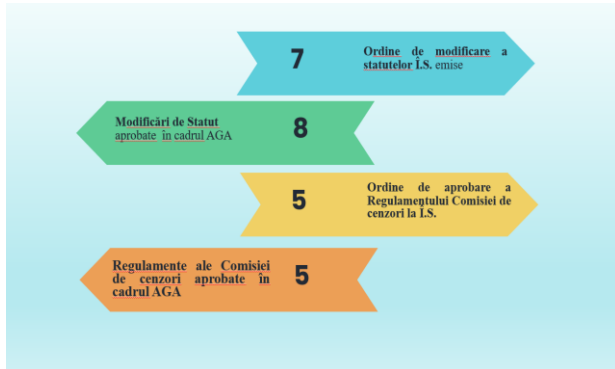 7
Ordine de modificare a
statutelor Î.S. emise
Modificări de Statut
aprobate în cadrul AGA
8
5
Ordine de aprobare a
Regulamentului Comisiei de
cenzori la Î.S.
Regulamente ale Comisiei
de cenzori aprobate în
cadrul AGA
5